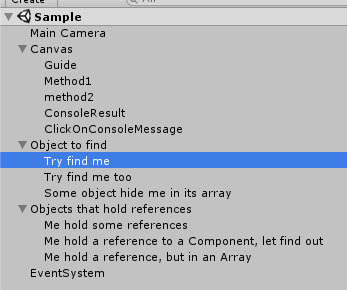 Create
All
Sample
Main Camera
Canvas
Guide
Method1
method2
ConsoleResult
ClickOnConsoleMessage
Object to find
Try find me
Try find me too
Some object hide me in its array
Objects that hold references
Me hold some references
Me hold a reference to a Component, let find out
Me hold a reference, but in an Array
EventSystem